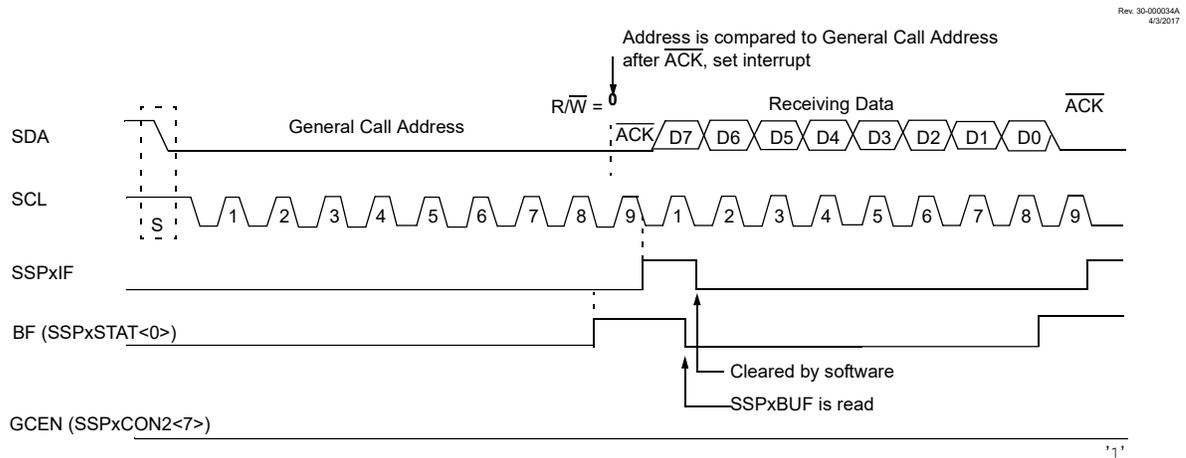 Rev. 30-000034A
4/3/2017
Address is compared to General Call Address
after ACK, set interrupt
R/W = 0
Receiving Data
ACK
SDA
General Call Address
ACK D7 D6 D5 D4 D3 D2 D1 D0
SCL
S
1 2 3 4 5 6 7 8 9 1 2 3 4 5 6 7 8 9
SSPxIF
BF (SSPxSTAT<0>)
Cleared by software
SSPxBUF is read
GCEN (SSPxCON2<7>)
'1'